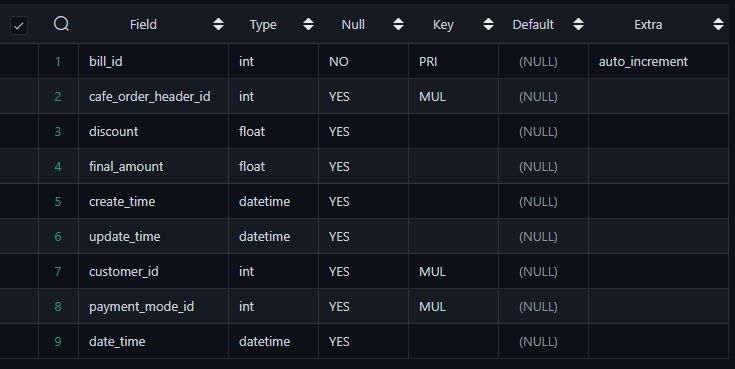 Field Type Null Key Default Extra
1 bill_id int NO PRI (NULL) auto_increment
2 cafe_order_header_id int YES MUL (NULL)
3 discount float YES (NULL)
4 final_amount float YES (NULL)
5 create_time datetime YES (NULL)
6 update_time datetime YES (NULL)
7 customer_id int YES MUL (NULL)
8 payment_mode_id int YES MUL (NULL)
9 date_time datetime YES (NULL)